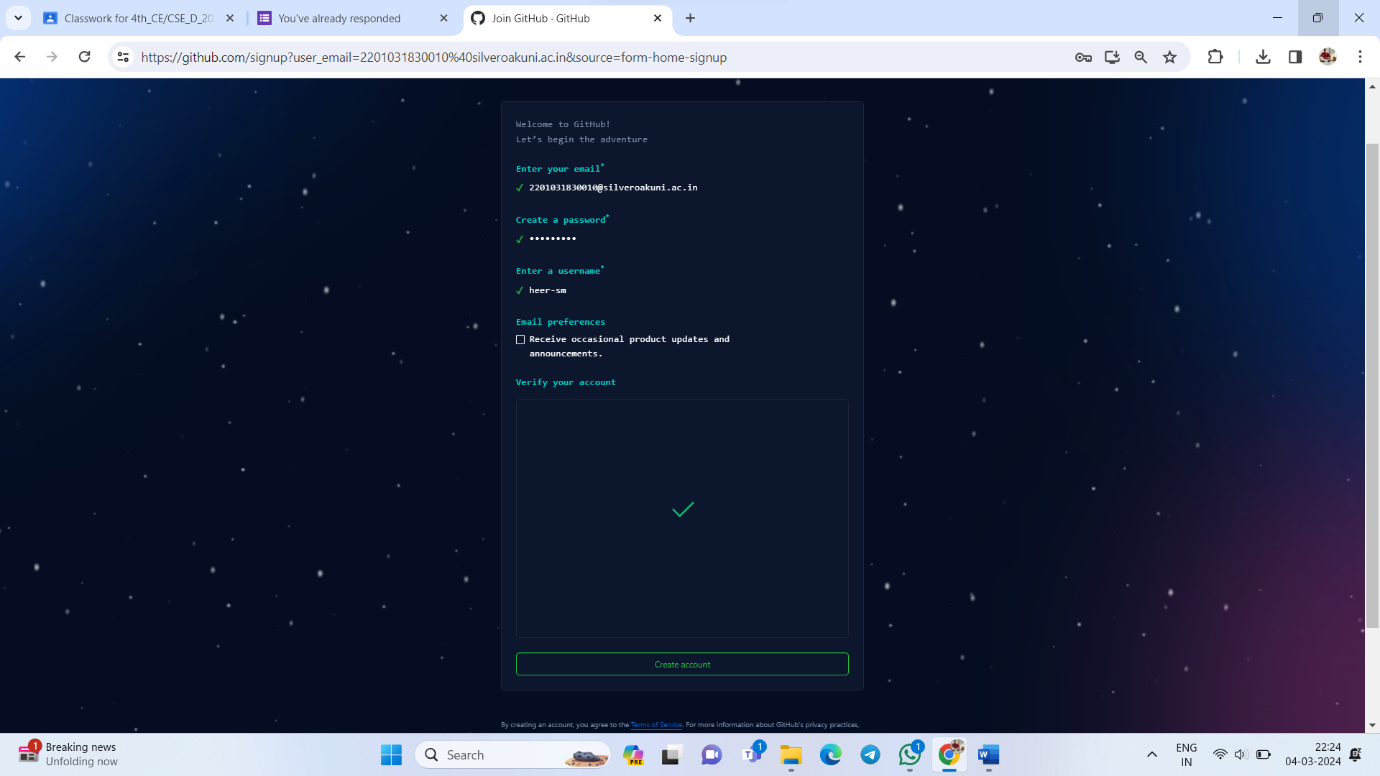 Classwork for 4th_CE/CSE_D_20
You've already responded
Join GitHub · GitHub
https://github.com/signup?user_email=2201031830010%40silveroakuni.ac.in&source=form-home-signup
Welcome to GitHub!
Let's begin the adventure
Enter your email*
✓ 2201031830010@silveroakuni.ac.in
Create a password*
✓ •••••••••
Enter a username*
✓ heer-sm
Email preferences
Receive occasional product updates and
announcements.
Verify your account
Create account
By creating an account, you agree to the Terms of Service. For more information about GitHub's privacy practices,
1
Breaking news
Unfolding now
Search
PRE
T
1
1
W
ENG
IN
22:24
04-03-2024